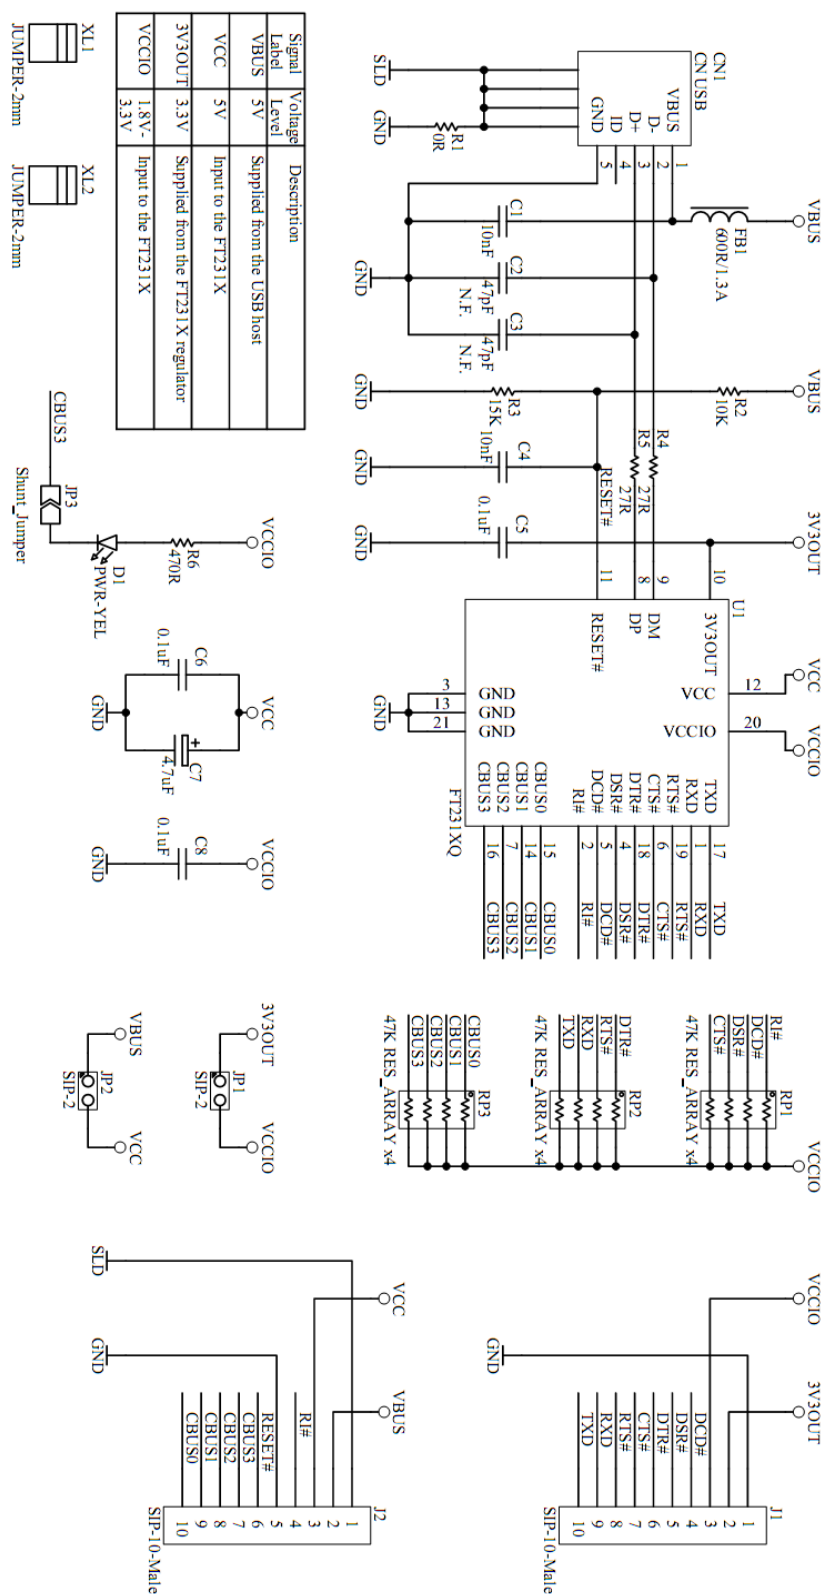 CN1
CNUSB
VBUS
D-
D+
ID
GND
1
2
3
4
5
SLD
GND
R1
0R
VBUS
FB1
600R/1.3A
C1
10nF
C2
47pF
N.F.
C3
47pF
N.F.
GND
VBUS
R2
10K
R3
15K
GND
C4
10nF
GND
R4
27R
R5
27R
RESET#
3V3OUT
C5
0.1uF
GND
U1
10
9
8
11
3V3OUT
DM
DP
RESET#
VCC
12
VCC
VCCIO
20
VCCIO
3
GND
13
GND
21
GND
GND
TXD
RXD
RTS#
CTS#
DTR#
DSR#
DCD#
RI#
CBUS0
CBUS1
CBUS2
CBUS3
17
1
19
6
18
4
5
2
15
14
7
16
TXD
RXD
RTS#
CTS#
DTR#
DSR#
DCD#
RI#
CBUS0
CBUS1
CBUS2
CBUS3
FT231XQ
RP1
RI#
DCD#
DSR#
CTS#
47K RES_ARRAY x4
RP2
DTR#
RTS#
RXD
TXD
47K RES_ARRAY x4
RP3
CBUS0
CBUS1
CBUS2
CBUS3
47K RES_ARRAY x4
VCCIO
VCCIO
3V3OUT
GND
DCD#
DSR#
DTR#
CTS#
RTS#
RXD
TXD
J1
1
2
3
4
5
6
7
8
9
10
SIP-10-Male
Signal Label
Voltage Level
Description
VBUS
5V
Supplied from the USB host
VCC
5V
Input to the FT231X
3V3OUT
3.3V
Supplied from the FT231X regulator
VCCIO
1.8V-3.3V
Input to the FT231X
XL1
JUMPER-2mm
XL2
JUMPER-2mm
CBUS3
JP3
Shunt_Jumper
D1
PWR-YEL
R6
470R
VCCIO
C6
0.1uF
C7
+
4.7uF
VCC
GND
C8
0.1uF
VCCIO
GND
3V3OUT
JP1
SIP-2
VCCIO
VBUS
JP2
SIP-2
VCC
SLD
VCC
GND
VBUS
RI#
RESET#
CBUS3
CBUS2
CBUS1
CBUS0
J2
1
2
3
4
5
6
7
8
9
10
SIP-10-Male